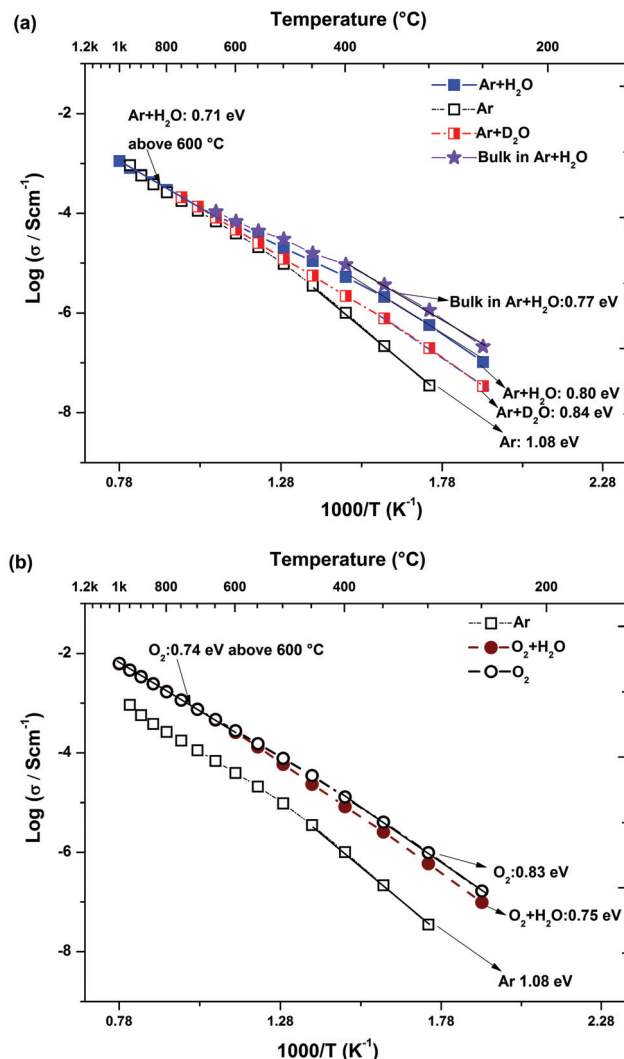 (a)
Temperature (°C)
1.2k 1k 800 600 400 200
Ar+H₂O: 0.71 eV
above 600 °C
Ar+H₂O
Ar
Ar+D₂O
Bulk in Ar+H₂O
-2
-4
-6
-8
Log (σ / Scm⁻¹)
Bulk in Ar+H₂O:0.77 eV
Ar+H₂O: 0.80 eV
Ar+D₂O: 0.84 eV
Ar: 1.08 eV
0.78 1.28 1.78 2.28
1000/T (K⁻¹)
(b)
Temperature (°C)
1.2k 1k 800 600 400 200
O₂:0.74 eV above 600 °C
Ar
O₂+H₂O
O₂
-2
-4
-6
-8
Log (σ / Scm⁻¹)
O₂:0.83 eV
O₂+H₂O:0.75 eV
Ar 1.08 eV
0.78 1.28 1.78 2.28
1000/T (K⁻¹)